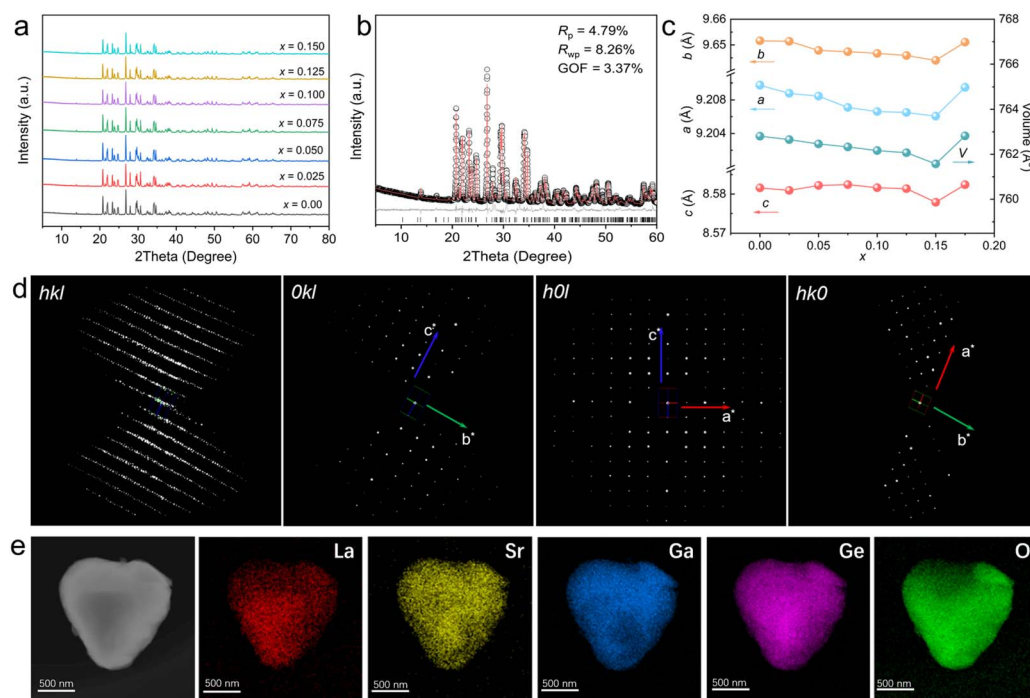 a
Intensity (a.u.)
x = 0.150
x = 0.125
x = 0.100
x = 0.075
x = 0.050
x = 0.025
x = 0.00
10 20 30 40 50 60 70 80
2Theta (Degree)
b
Intensity (a.u.)
Rp = 4.79%
Rwp = 8.26%
GOF = 3.37%
10 20 30 40 50 60
2Theta (Degree)
c
b (Å)
9.66
9.65
a (Å)
9.208
9.204
c (Å)
8.58
8.57
b
a
V
c
768
766
764
762
760
0.00 0.05 0.10 0.15 0.20
x
d
hkl
0kl
c*
b*
h0l
c*
a*
hk0
a*
b*
e
500 nm
La
500 nm
Sr
500 nm
Ga
500 nm
Ge
500 nm
O
500 nm